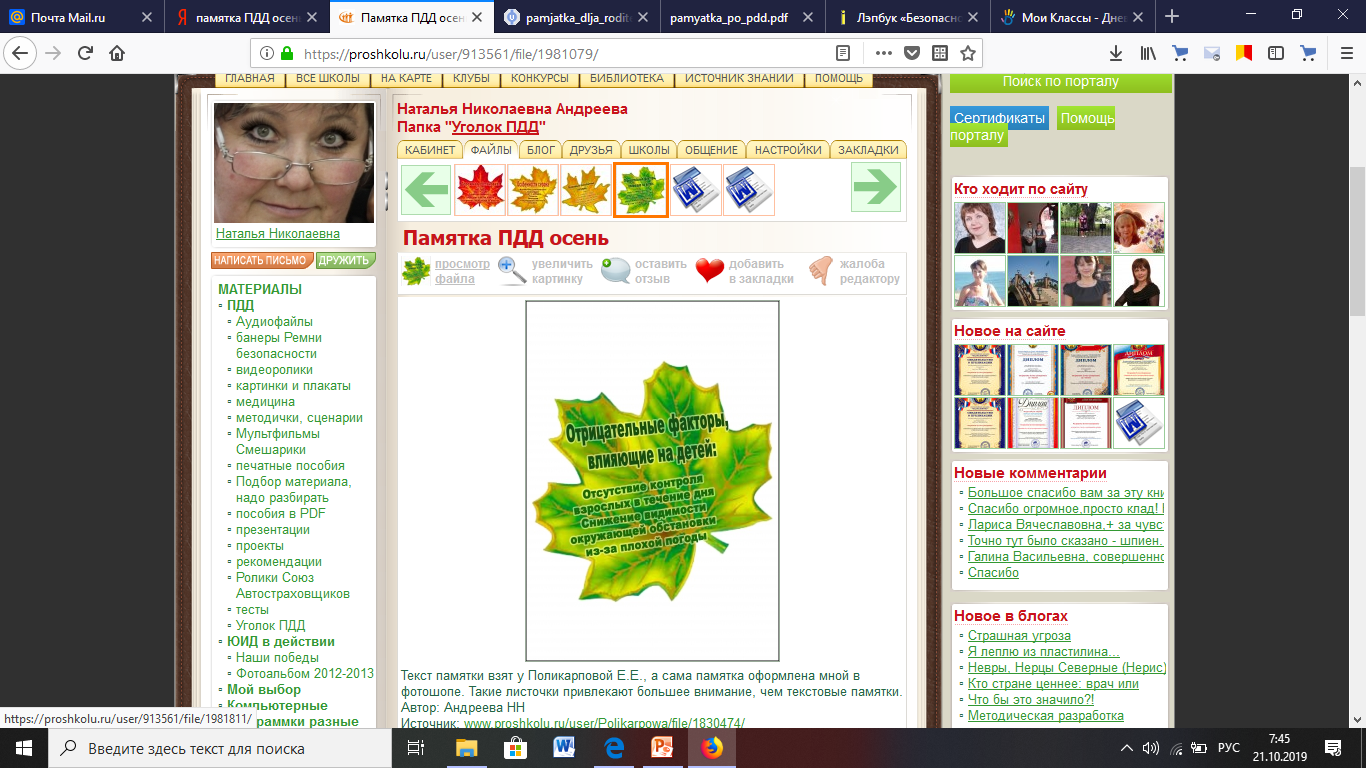 Почта Mail.ru
памятка ПДД осень
Памятка ПДД осень
pamjatka_dlja_rodita
pamyatka_po_pdd.pdf
Лэпбук «Безопасно
Мои Классы - Дне
https://proshkolu.ru/user/913561/file/1981079/
ГЛАВНАЯ
ВСЕ ШКОЛЫ
НА КАРТЕ
КЛУБЫ
КОНКУРСЫ
БИБЛИОТЕКА
ИСТОЧНИК ЗНАНИЙ
ПОМОЩЬ
Наталья Николаевна
НАПИСАТЬ ПИСЬМО
ДРУЖИТЬ
МАТЕРИАЛЫ
ПДД
Аудиофайлы
банеры Ремни
безопасности
видеоролики
картинки и плакаты
медицина
методички, сценарии
Мультфильмы
Смешарики
печатные пособия
Подбор материала,
надо разбирать
пособия в PDF
презентации
проекты
рекомендации
Ролики Союз
Автостраховщиков
тесты
Уголок ПДД
ЮИД в действии
Наши победы
Фотоальбом 2012-2013
Мой выбор
Компьютерные
раммки разные
https://proshkolu.ru/user/913561/file/1981811/
Наталья Николаевна Андреева
Папка "Уголок ПДД"
КАБИНЕТ
ФАЙЛЫ
БЛОГ
ДРУЗЬЯ
ШКОЛЫ
ОБЩЕНИЕ
НАСТРОЙКИ
ЗАКЛАДКИ
Памятка ПДД осень
просмотр
файла
увеличить
картинку
оставить
отзыв
добавить
в закладки
жалоба
редактору
Отрицательные факторы,
влияющие на детей:
Отсутствие контроля
взрослых в течение дня
Снижение видимости
окружающей обстановки
из-за плохой погоды
Текст памятки взят у Поликарповой Е.Е., а сама памятка оформлена мной в
фотошопе. Такие листочки привлекают большее внимание, чем текстовые памятки.
Автор: Андреева НН
Источник: www.proshkolu.ru/user/Polikarpowa/file/1830474/
Поиск по порталу
Сертификаты
Помощь
порталу
Кто ходит по сайту
Новое на сайте
Новые комментарии
Большое спасибо вам за эту кни
Спасибо огромное,просто клад!
Лариса Вячеславовна,+ за чувст
Точно тут было сказано - шпиен.
Галина Васильевна, совершенно
Спасибо
Новое в блогах
Страшная угроза
Я леплю из пластилина...
Невры, Нерцы Северные (Нерис)
Кто стране ценнее: врач или
Что бы это значило?!
Методическая разработка
Введите здесь текст для поиска
РУС
7:45
21.10.2019